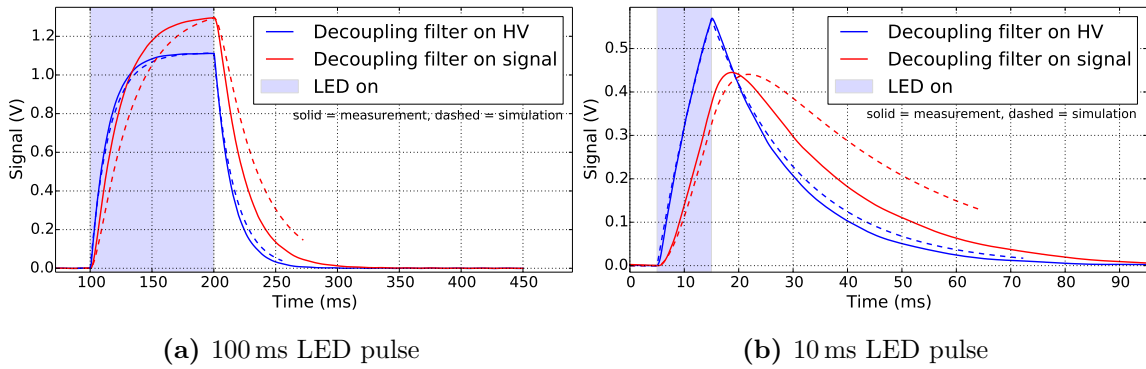 1.2
1.0
0.8
0.6
0.4
0.2
0.0
Signal (V)
Decoupling filter on HV
Decoupling filter on signal
LED on
solid = measurement, dashed = simulation
50 100 150 200 250 300 350 400 450
Time (ms)
(a) 100 ms LED pulse
0.5
0.4
0.3
0.2
0.1
0.0
Signal (V)
Decoupling filter on HV
Decoupling filter on signal
LED on
solid = measurement, dashed = simulation
0 10 20 30 40 50 60 70 80 90
Time (ms)
(b) 10 ms LED pulse